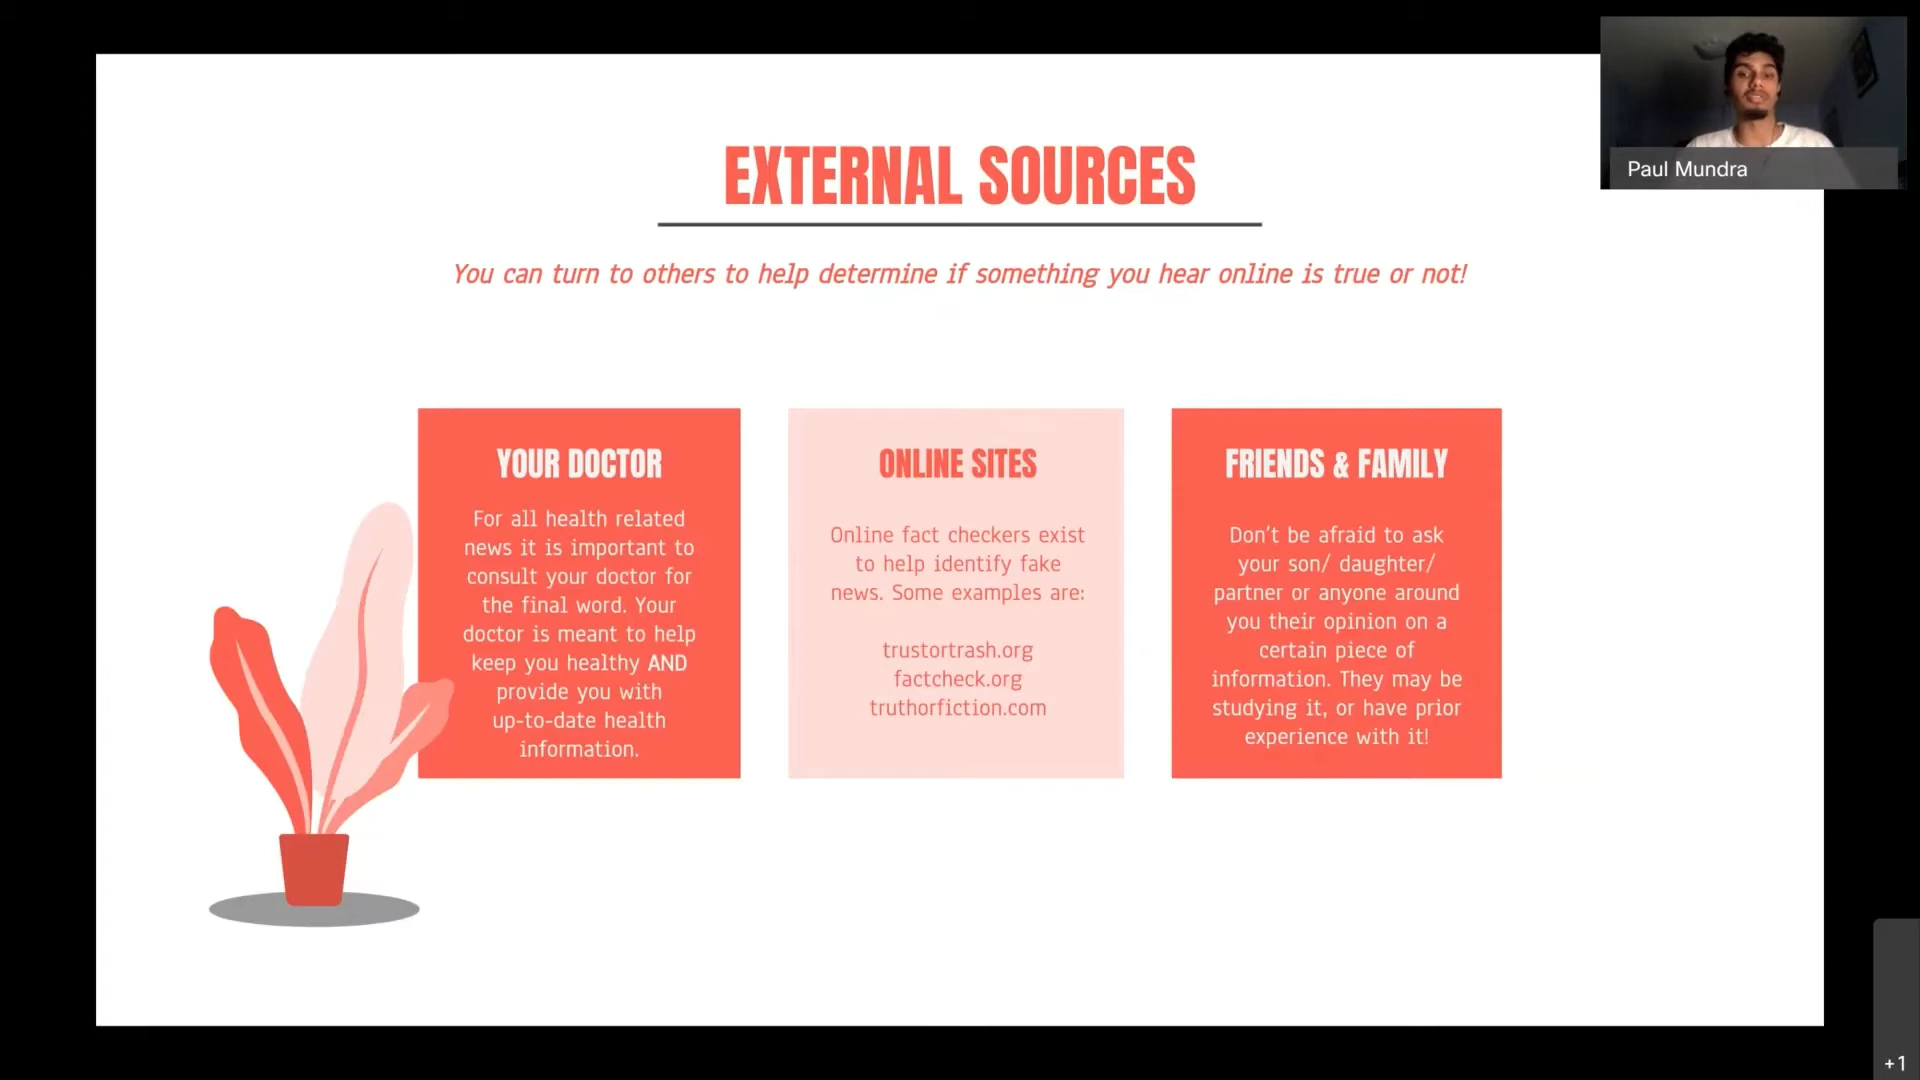 EXTERNAL SOURCES
You can turn to others to help determine if something you hear online is true or not!
YOUR DOCTOR
For all health related
news it is important to
consult your doctor for
the final word. Your
doctor is meant to help
keep you healthy AND
provide you with
up-to-date health
information.
ONLINE SITES
Online fact checkers exist
to help identify fake
news. Some examples are:
trustortrash.org
factcheck.org
truthorfiction.com
FRIENDS & FAMILY
Don't be afraid to ask
your son/ daughter/
partner or anyone around
you their opinion on a
certain piece of
information. They may be
studying it, or have prior
experience with it!
Paul Mundra
+1